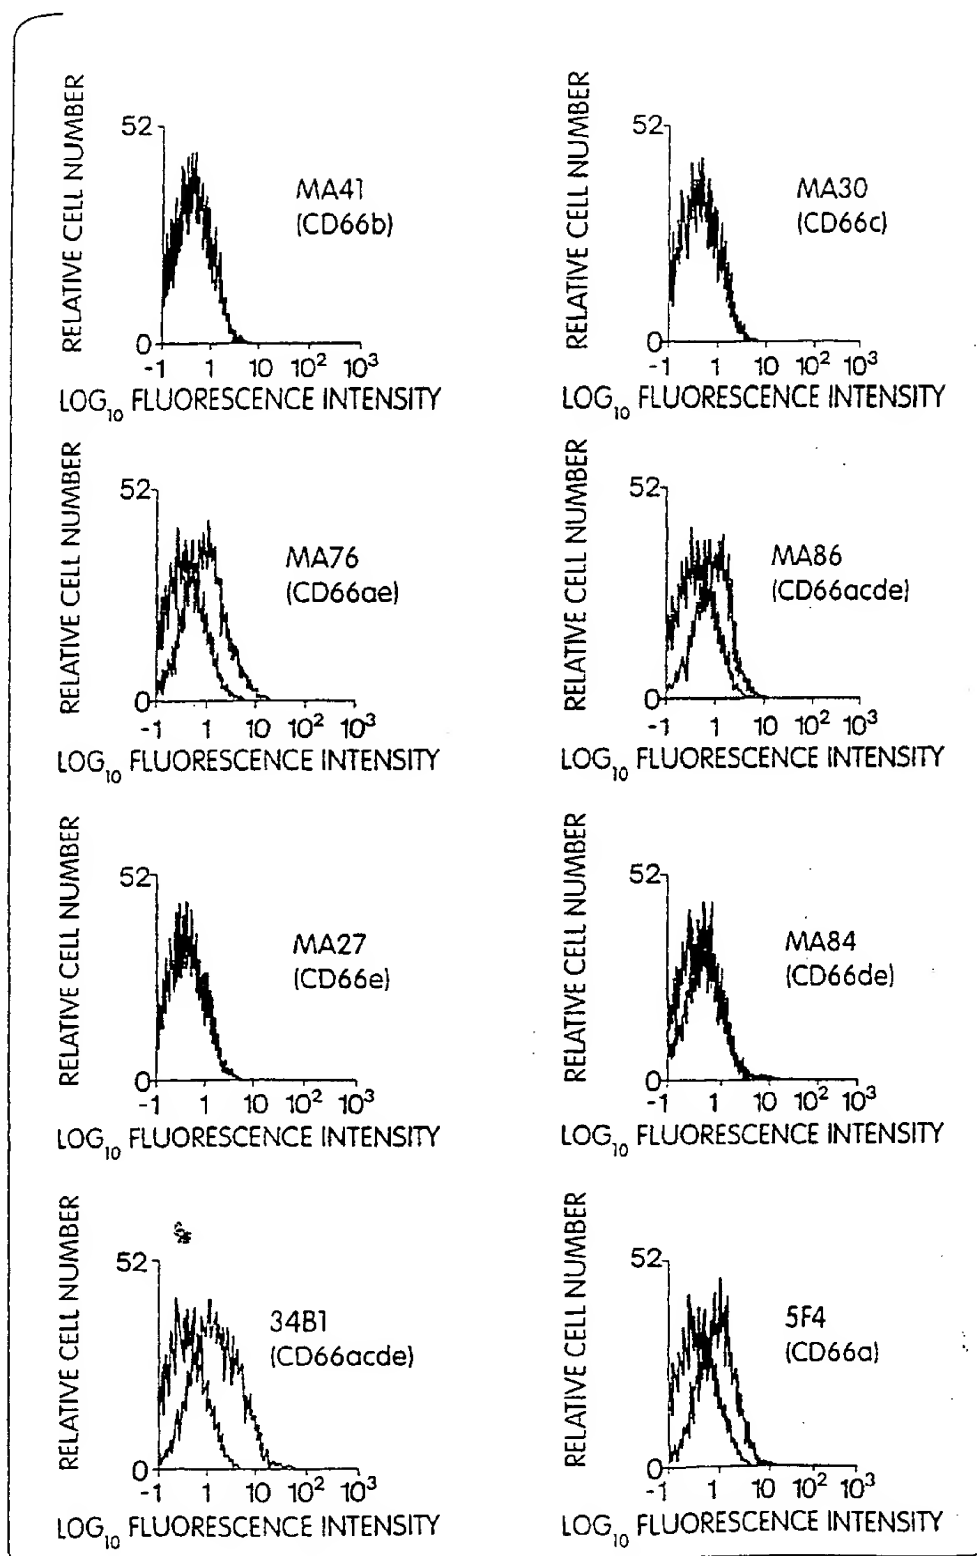 RELATIVE CELL NUMBER
52
0
MA41
(CD66b)
-1 1 10 10² 10³
LOG₁₀ FLUORESCENCE INTENSITY
RELATIVE CELL NUMBER
52
0
MA30
(CD66c)
-1 1 10 10² 10³
LOG₁₀ FLUORESCENCE INTENSITY
RELATIVE CELL NUMBER
52
0
MA76
(CD66ae)
-1 1 10 10² 10³
LOG₁₀ FLUORESCENCE INTENSITY
RELATIVE CELL NUMBER
52
0
MA86
(CD66acde)
-1 1 10 10² 10³
LOG₁₀ FLUORESCENCE INTENSITY
RELATIVE CELL NUMBER
52
0
MA27
(CD66e)
-1 1 10 10² 10³
LOG₁₀ FLUORESCENCE INTENSITY
RELATIVE CELL NUMBER
52
0
MA84
(CD66de)
-1 1 10 10² 10³
LOG₁₀ FLUORESCENCE INTENSITY
RELATIVE CELL NUMBER
52
0
34B1
(CD66acde)
-1 1 10 10² 10³
LOG₁₀ FLUORESCENCE INTENSITY
RELATIVE CELL NUMBER
52
0
5F4
(CD66a)
-1 1 10 10² 10³
LOG₁₀ FLUORESCENCE INTENSITY